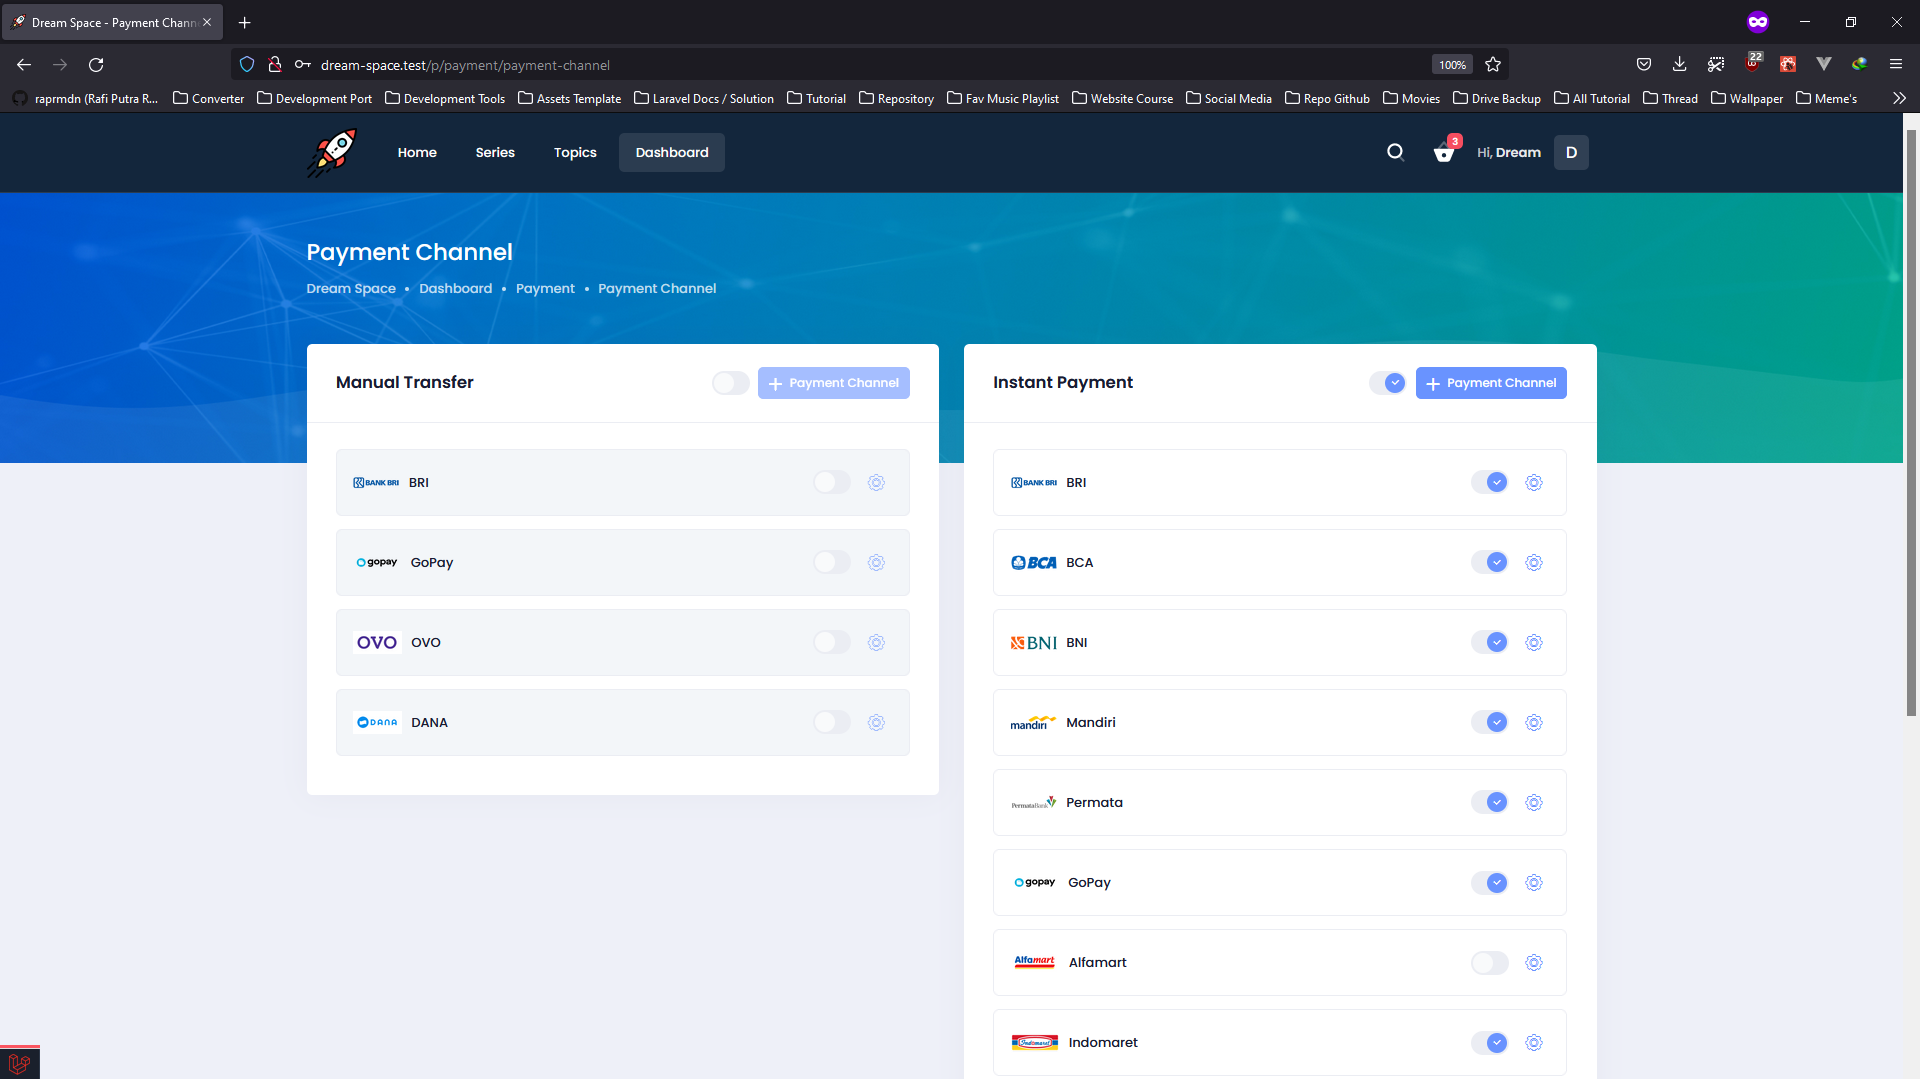 Dream Space - Payment Chann
22
dream-space.test/p/payment/payment-channel
100%
raprmdn (Rafi Putra R... Converter Development Port Development Tools Assets Template Laravel Docs / Solution Tutorial Repository Fav Music Playlist Website Course Social Media Repo Github Movies Drive Backup All Tutorial Thread Wallpaper Meme's
Home Series Topics Dashboard 3 Hi, Dream D
Payment Channel
Dream Space • Dashboard • Payment • Payment Channel
Manual Transfer + Payment Channel
BANK BRI BRI
gopay GoPay
OVO OVO
DANA DANA
Instant Payment + Payment Channel
BANK BRI BRI
BCA BCA
BNI BNI
mandiri Mandiri
PermataBank Permata
gopay GoPay
Alfamart Alfamart
Indomaret Indomaret